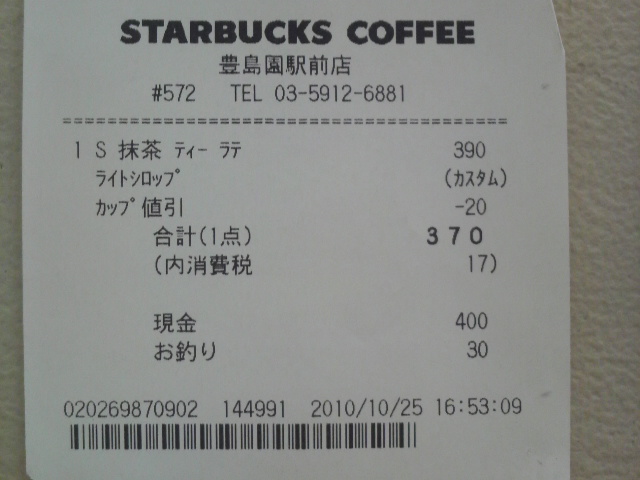 STARBUCKS COFFEE
豊島園駅前店
#572 TEL 03-5912-6881
========================================
1 S 抹茶 ﾃｨｰ ﾗﾃ 390
ﾗｲﾄｼﾛｯﾌﾟ (ｶｽﾀﾑ)
ｶｯﾌﾟ値引 -20
合計(1点) 370
(内消費税 17)
現金 400
お釣り 30
020269870902 144991 2010/10/25 16:53:09